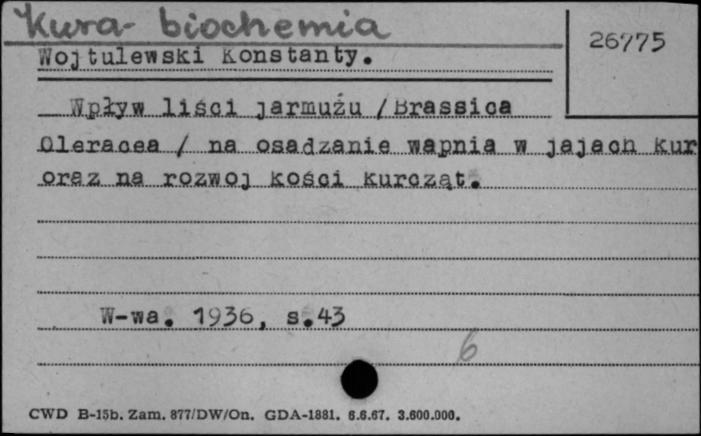 Kura- biochemia
26775
Wojtulewski Konstanty.
Wpływ liści jarmużu /Brassica
Oleracea / na osadzanie wapnia w jajach kur
oraz na rozwoj kości kurcząt.
W-wa. 1936, s.43
6
CWD B-15b. Zam. 877/DW/On. GDA-1881. 6.6.67. 3.600.000.